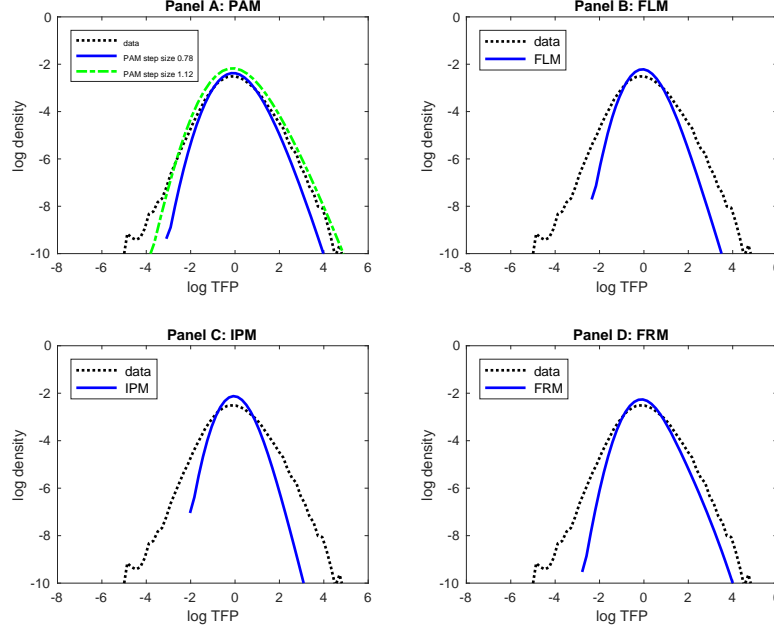 Panel A: PAM
0
-2
-4
-6
-8
-10
data
PAM step size 0.78
PAM step size 1.12
log density
-8 -6 -4 -2 0 2 4 6
log TFP
Panel B: FLM
0
-2
-4
-6
-8
-10
data
FLM
log density
-8 -6 -4 -2 0 2 4 6
log TFP
Panel C: IPM
0
-2
-4
-6
-8
-10
data
IPM
log density
-8 -6 -4 -2 0 2 4 6
log TFP
Panel D: FRM
0
-2
-4
-6
-8
-10
data
FRM
log density
-8 -6 -4 -2 0 2 4 6
log TFP